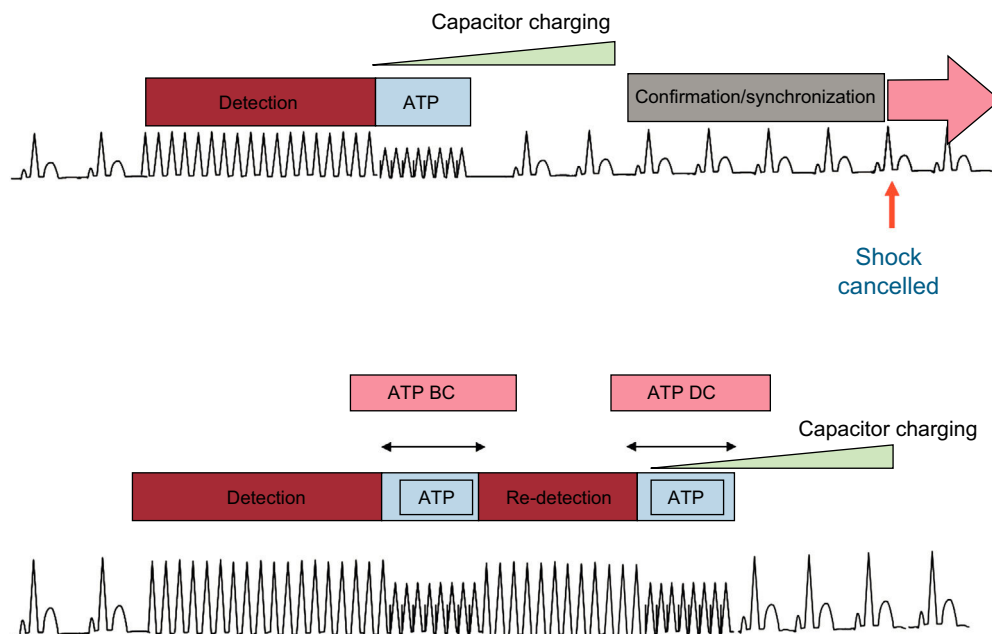 Capacitor charging
Detection
ATP
Confirmation/synchronization
Shock
cancelled
ATP BC
ATP DC
Capacitor charging
Detection
ATP
Re-detection
ATP